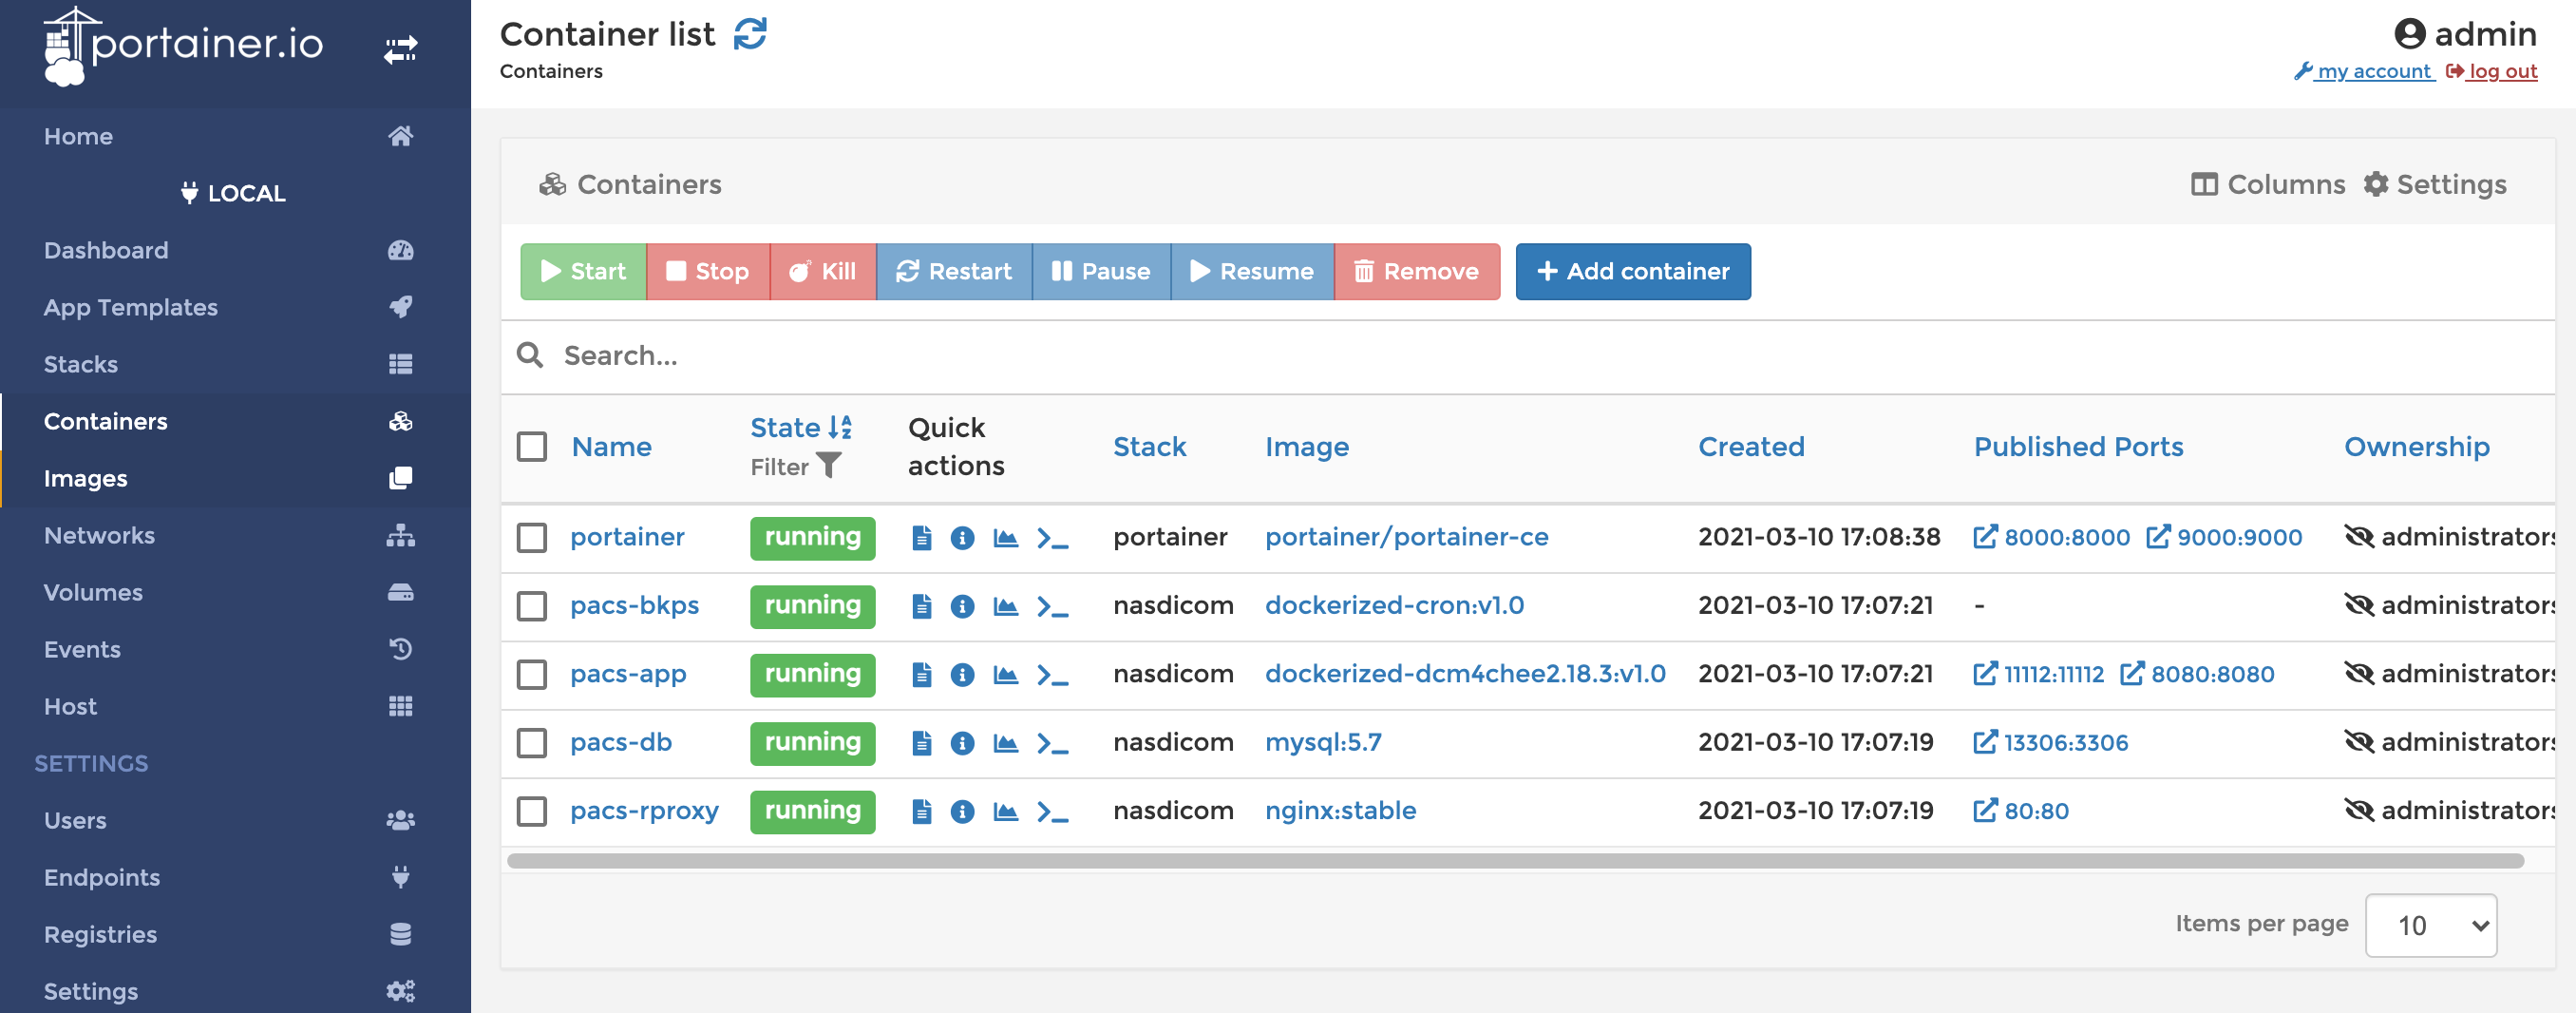 portainer.io
Container list
Containers
admin
my account log out
Home
LOCAL
Dashboard
App Templates
Stacks
Containers
Images
Networks
Volumes
Events
Host
SETTINGS
Users
Endpoints
Registries
Settings
Containers
Columns Settings
Start Stop Kill Restart Pause Resume Remove Add container
Search...
Name State Filter Quick actions Stack Image Created Published Ports Ownership
portainer running portainer portainer/portainer-ce 2021-03-10 17:08:38 8000:8000 9000:9000 administrators
pacs-bkps running nasdicom dockerized-cron:v1.0 2021-03-10 17:07:21 - administrators
pacs-app running nasdicom dockerized-dcm4chee2.18.3:v1.0 2021-03-10 17:07:21 11112:11112 8080:8080 administrators
pacs-db running nasdicom mysql:5.7 2021-03-10 17:07:19 13306:3306 administrators
pacs-rproxy running nasdicom nginx:stable 2021-03-10 17:07:19 80:80 administrators
Items per page 10